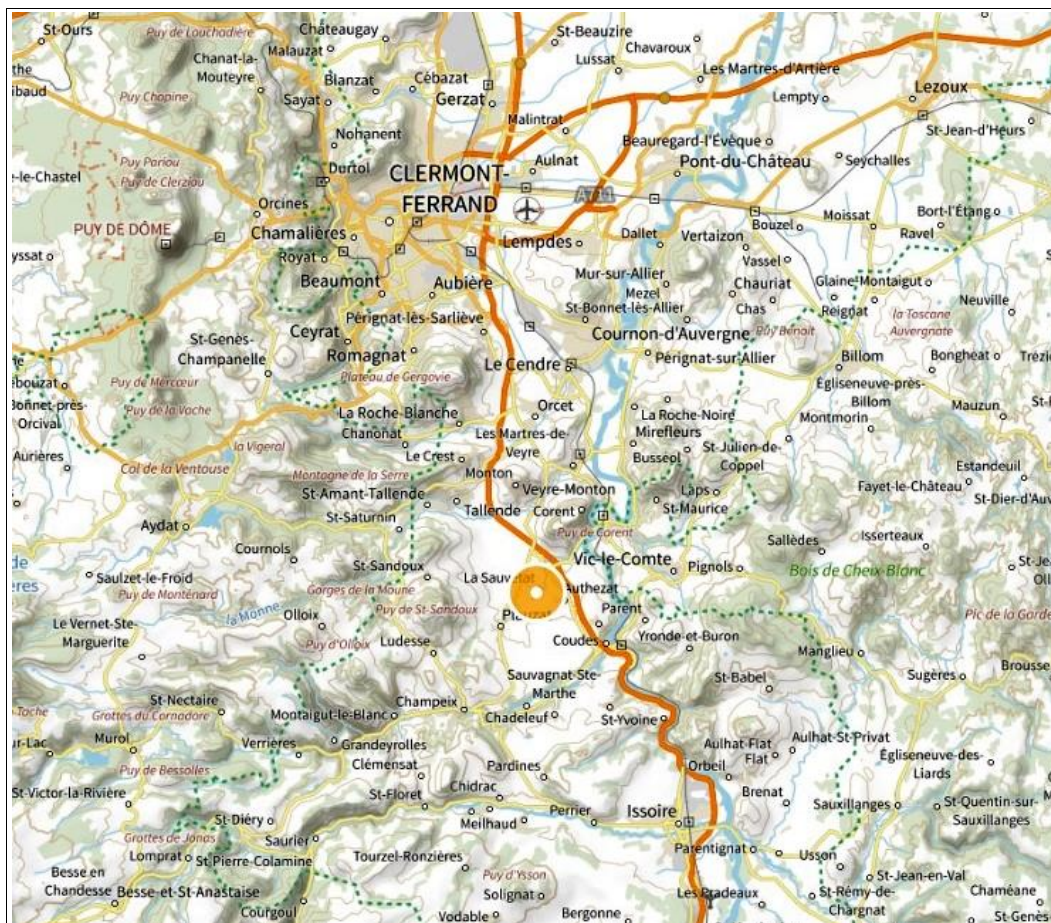 St-Ours
Puy de Louchadière
Châteaugay
St-Beauzire
Chavaroux
Malauzat
Chanat-la-
Mouteyre
Lussat
Les Martres-d'Artière
Blanzat
Cébazat
Puy Chopine
Sayat
Gerzat
Lempty
Lezoux
Malintrat
Nohanent
Beauregard-l'Évêque
St-Jean-d'Heurs
Puy Pariou
Durtol
CLERMONT-
FERRAND
Aulnat
Pont-du-Château
Seychalles
e-le-Chastel
Puy de Clerziou
A711
Orcines
PUY DE DÔME
Chamalières
Lempdes
Dallet
Vertaizon
Bouzel
Moissat
Bort-l'Étang
Ravel
yssat
Royat
Vassel
Beaumont
Aubière
Mur-sur-Allier
Mezel
Chauriat
Glaine-Montaigut
Neuville
St-Bonnet-lès-Allier
Chas
Reignat
la Toscane
Auvergnate
Pérignat-lès-Sarliève
Ceyrat
Cournon-d'Auvergne
Puy Benoit
St-Genès-
Champanelle
Romagnat
Le Cendre
Pérignat-sur-Allier
Billom
Bongheat
Puy de Mercœur
Plateau de Gergovie
Égliseneuve-près-
Billom
Bonnet-près-
Orcival
Puy de la Vache
La Roche-Blanche
Chanonat
Orcet
La Roche-Noire
Mirefleurs
Montmorin
Mauzun
Aurières
la Vigeral
Les Martres-de-
Veyre
St-Julien-de-
Coppel
Busséol
Le Crest
Col de la Ventouse
Montagne de la Serre
Monton
Estandeuil
St-Amant-Tallende
Veyre-Monton
Laps
Fayet-le-Château
St-Dier-d'Auv
Tallende
Corent
St-Maurice
St-Saturnin
Aydat
Puy de Corent
Sallèdes
Isserteaux
Cournols
Vic-le-Comte
Saulzet-le-Froid
St-Sandoux
La Sauvetat
Pignols
Bois de Cheix-Blanc
Puy de Monténard
Gorges de la Moune
Authezat
la Monne
Olloix
Puy de St-Sandoux
Plauzat
Parent
Pic de la Garde
Le Vernet-Ste-
Marguerite
Puy d'Olloix
Ludesse
Coudes
Yronde-et-Buron
Manglieu
Sauvagnat-Ste-
Marthe
St-Babel
Sugères
Brousse
St-Nectaire
Champeix
Grottes du Cornadore
Montaigut-le-Blanc
Chadeleuf
St-Yvoine
Murol
Verrières
Grandeyrolles
Clémensat
Aulhat-Flat
Flat
Aulhat-St-Privat
Égliseneuve-des-
Liards
Puy de Bessolles
Pardines
Orbeil
St-Victor-la-Rivière
Chidrac
Brenat
St-Floret
Perrier
Issoire
Sauxillanges
St-Quentin-sur-
Sauxillanges
St-Diéry
Meilhaud
Grottes de Jonas
Saurier
Parentignat
Lomprat
St-Pierre-Colamine
Tourzel-Ronzières
Usson
Besse en
Chandesse
Puy d'Ysson
St-Jean-en-Val
Besse-et-St-Anastaise
Solignat
Les Pradeaux
St-Rémy-de-
Chargnat
Chaméane
Courgoul
Vodable
Bergonne
St-Genès